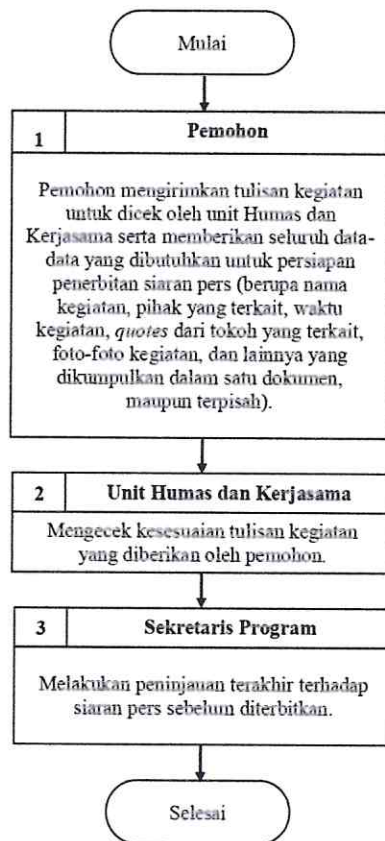 Mulai
1 Pemohon
Pemohon mengirimkan tulisan kegiatan
untuk dicek oleh unit Humas dan
Kerjasama serta memberikan seluruh data-
data yang dibutuhkan untuk persiapan
penerbitan siaran pers (berupa nama
kegiatan, pihak yang terkait, waktu
kegiatan, quotes dari tokoh yang terkait,
foto-foto kegiatan, dan lainnya yang
dikumpulkan dalam satu dokumen,
maupun terpisah).
2 Unit Humas dan Kerjasama
Mengecek kesesuaian tulisan kegiatan
yang diberikan oleh pemohon.
3 Sekretaris Program
Melakukan peninjauan terakhir terhadap
siaran pers sebelum diterbitkan.
Selesai